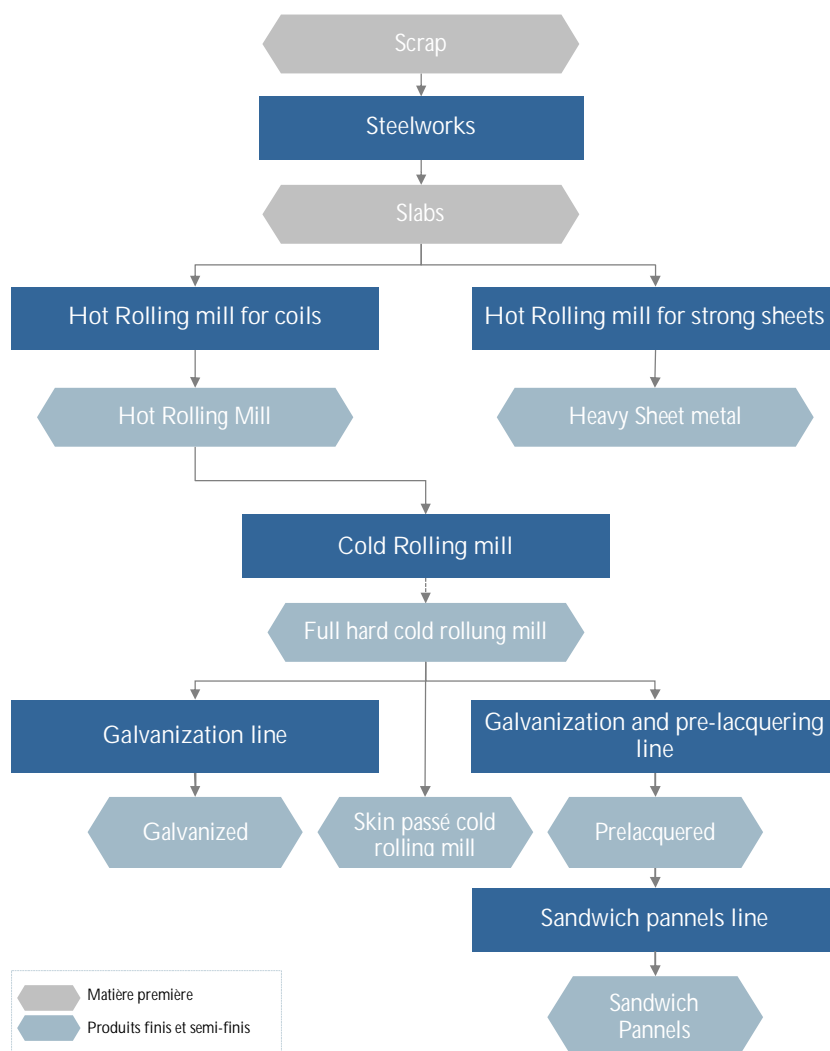 Scrap
Steelworks
Slabs
Hot Rolling mill for coils
Hot Rolling mill for strong sheets
Hot Rolling Mill
Heavy Sheet metal
Cold Rolling mill
Full hard cold rollung mill
Galvanization line
Galvanization and pre-lacquering
line
Galvanized
Skin passé cold
rolling mill
Prelacquered
Sandwich pannels line
Sandwich
Pannels
Matière première
Produits finis et semi-finis